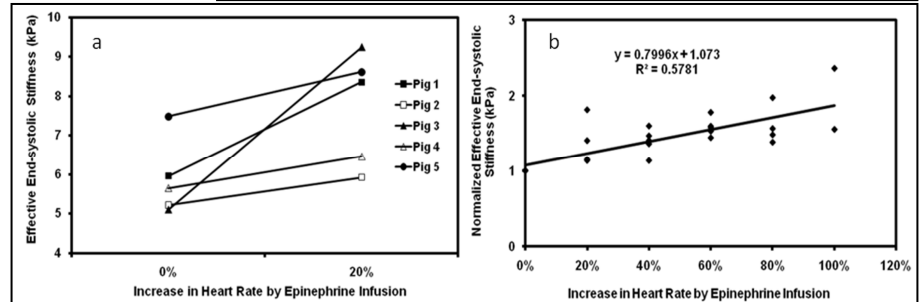 a
Effective End-systolic Stiffness (kPa)
10
9
8
7
6
5
4
0%
20%
Increase in Heart Rate by Epinephrine Infusion
Pig 1
Pig 2
Pig 3
Pig 4
Pig 5
b
Normalized Effective End-systolic
Stiffness (kPa)
3
2
1
0
y = 0.7996x + 1.073
R² = 0.5781
0%
20%
40%
60%
80%
100%
120%
Increase in Heart Rate by Epinephrine Infusion